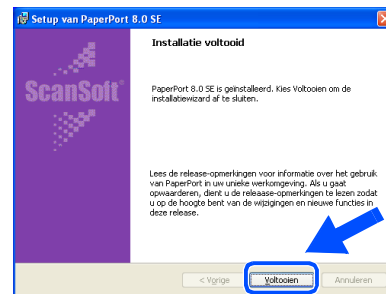 Setup van PaperPort 8.0 SE
Installatie voltooid
ScanSoft®
PaperPort 8.0 SE is geïnstalleerd. Kies Voltooien om de
installatiewizard af te sluiten.
Lees de release-opmerkingen voor informatie over het gebruik
van PaperPort in uw unieke werkomgeving. Als u gaat
opwaarderen, dient u de releaase-opmerkingen te lezen zodat
u op de hoogte bent van de wijzigingen en nieuwe functies in
deze release.
< Vorige
Voltooien
Annuleren